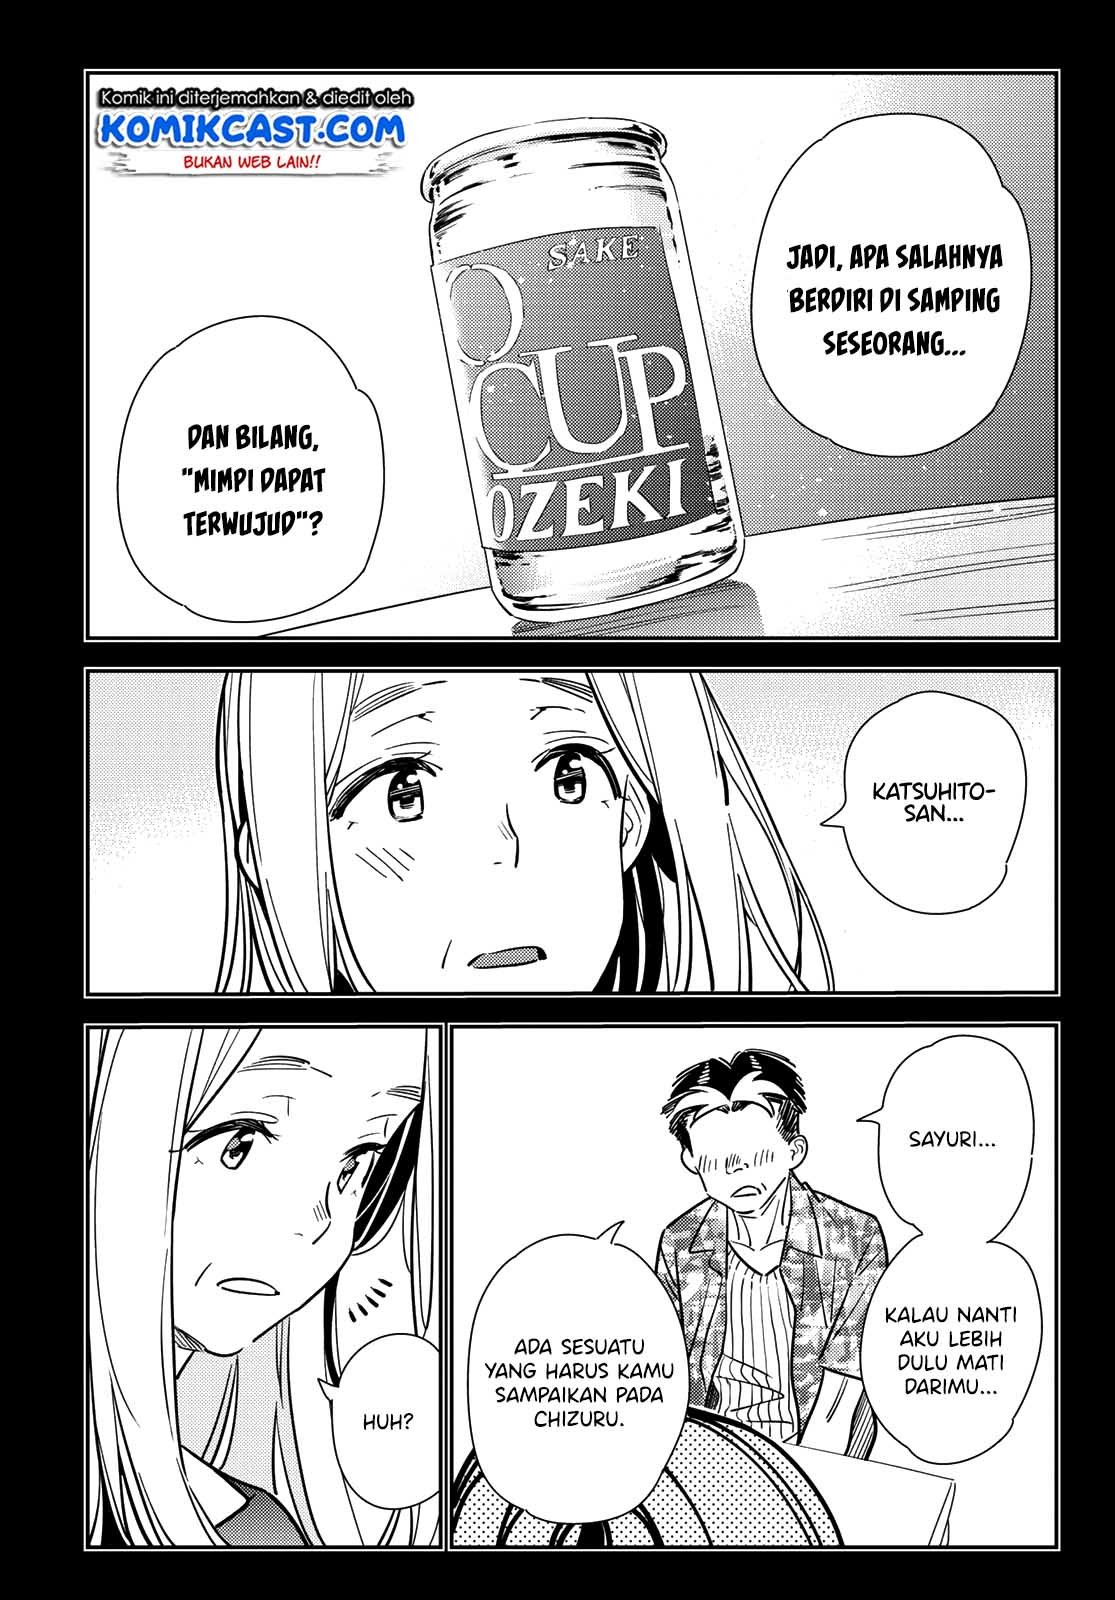 Komik ini diterjemahkan & diedit oleh
KOMIKCAST.COM
BUKAN WEB LAIN!!
JADI, APA SALAHNYA
BERDIRI DI SAMPING
SESEORANG...
SAKE
O
CUP
OZEKI
DAN BILANG,
"MIMPI DAPAT
TERWUJUD"?
KATSUHITO-
SAN...
SAYURI...
KALAU NANTI
AKU LEBIH
DULU MATI
DARIMU...
ADA SESUATU
YANG HARUS KAMU
SAMPAIKAN PADA
CHIZURU.
HUH?